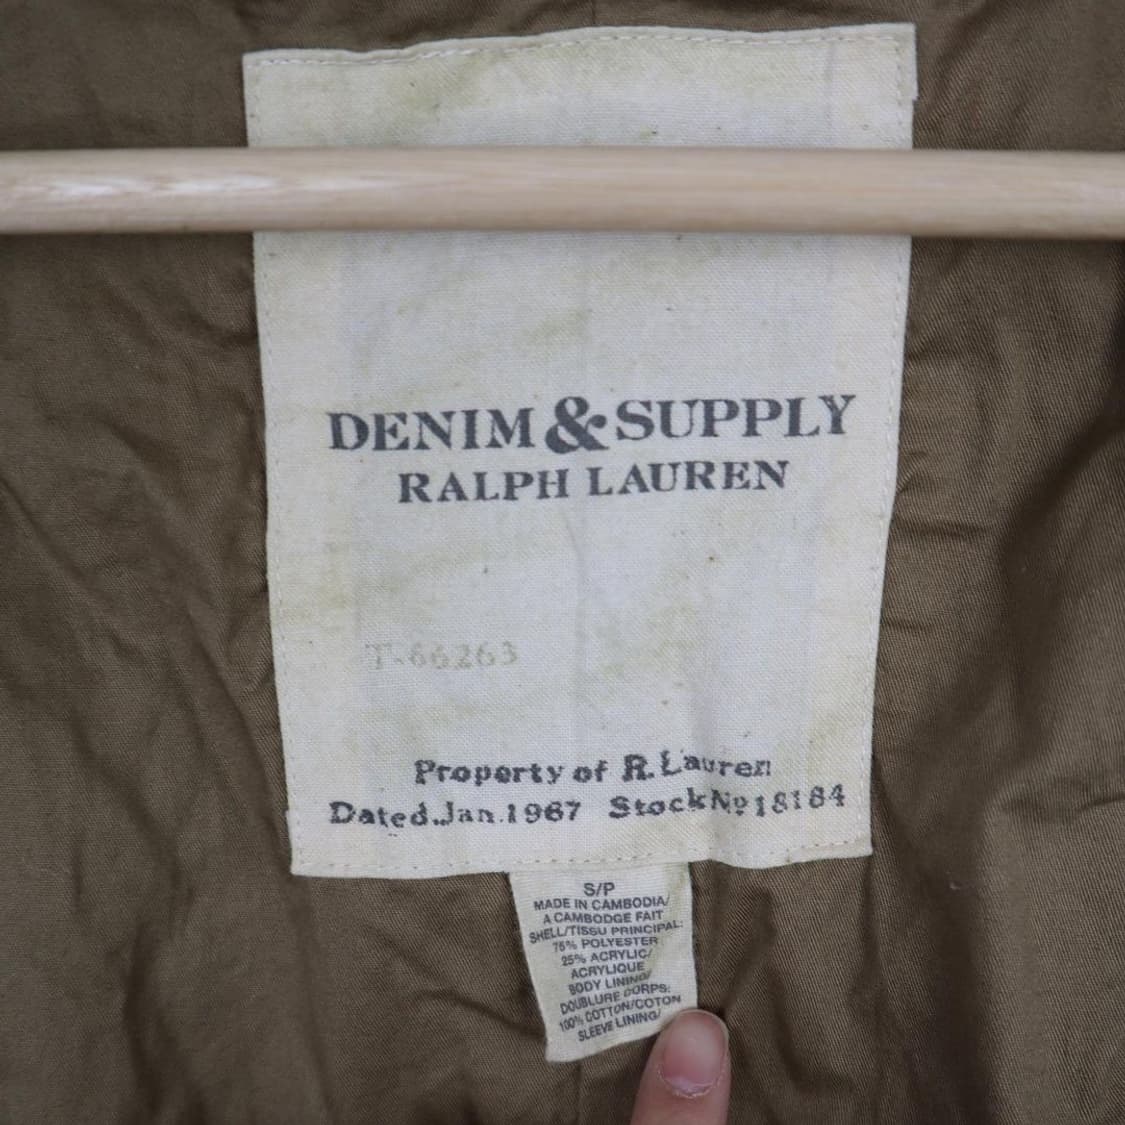 DENIM & SUPPLY
RALPH LAUREN
T-66263
Property of R. Lauren
Dated. Jan. 1967 Stock No 18184
S/P
MADE IN CAMBODIA/
A CAMBODGE FAIT
SHELL/TISSU PRINCIPAL:
75% POLYESTER
25% ACRYLIC/
ACRYLIQUE
BODY LINING/
DOUBLURE CORPS:
100% COTTON/COTON
SLEEVE LINING/